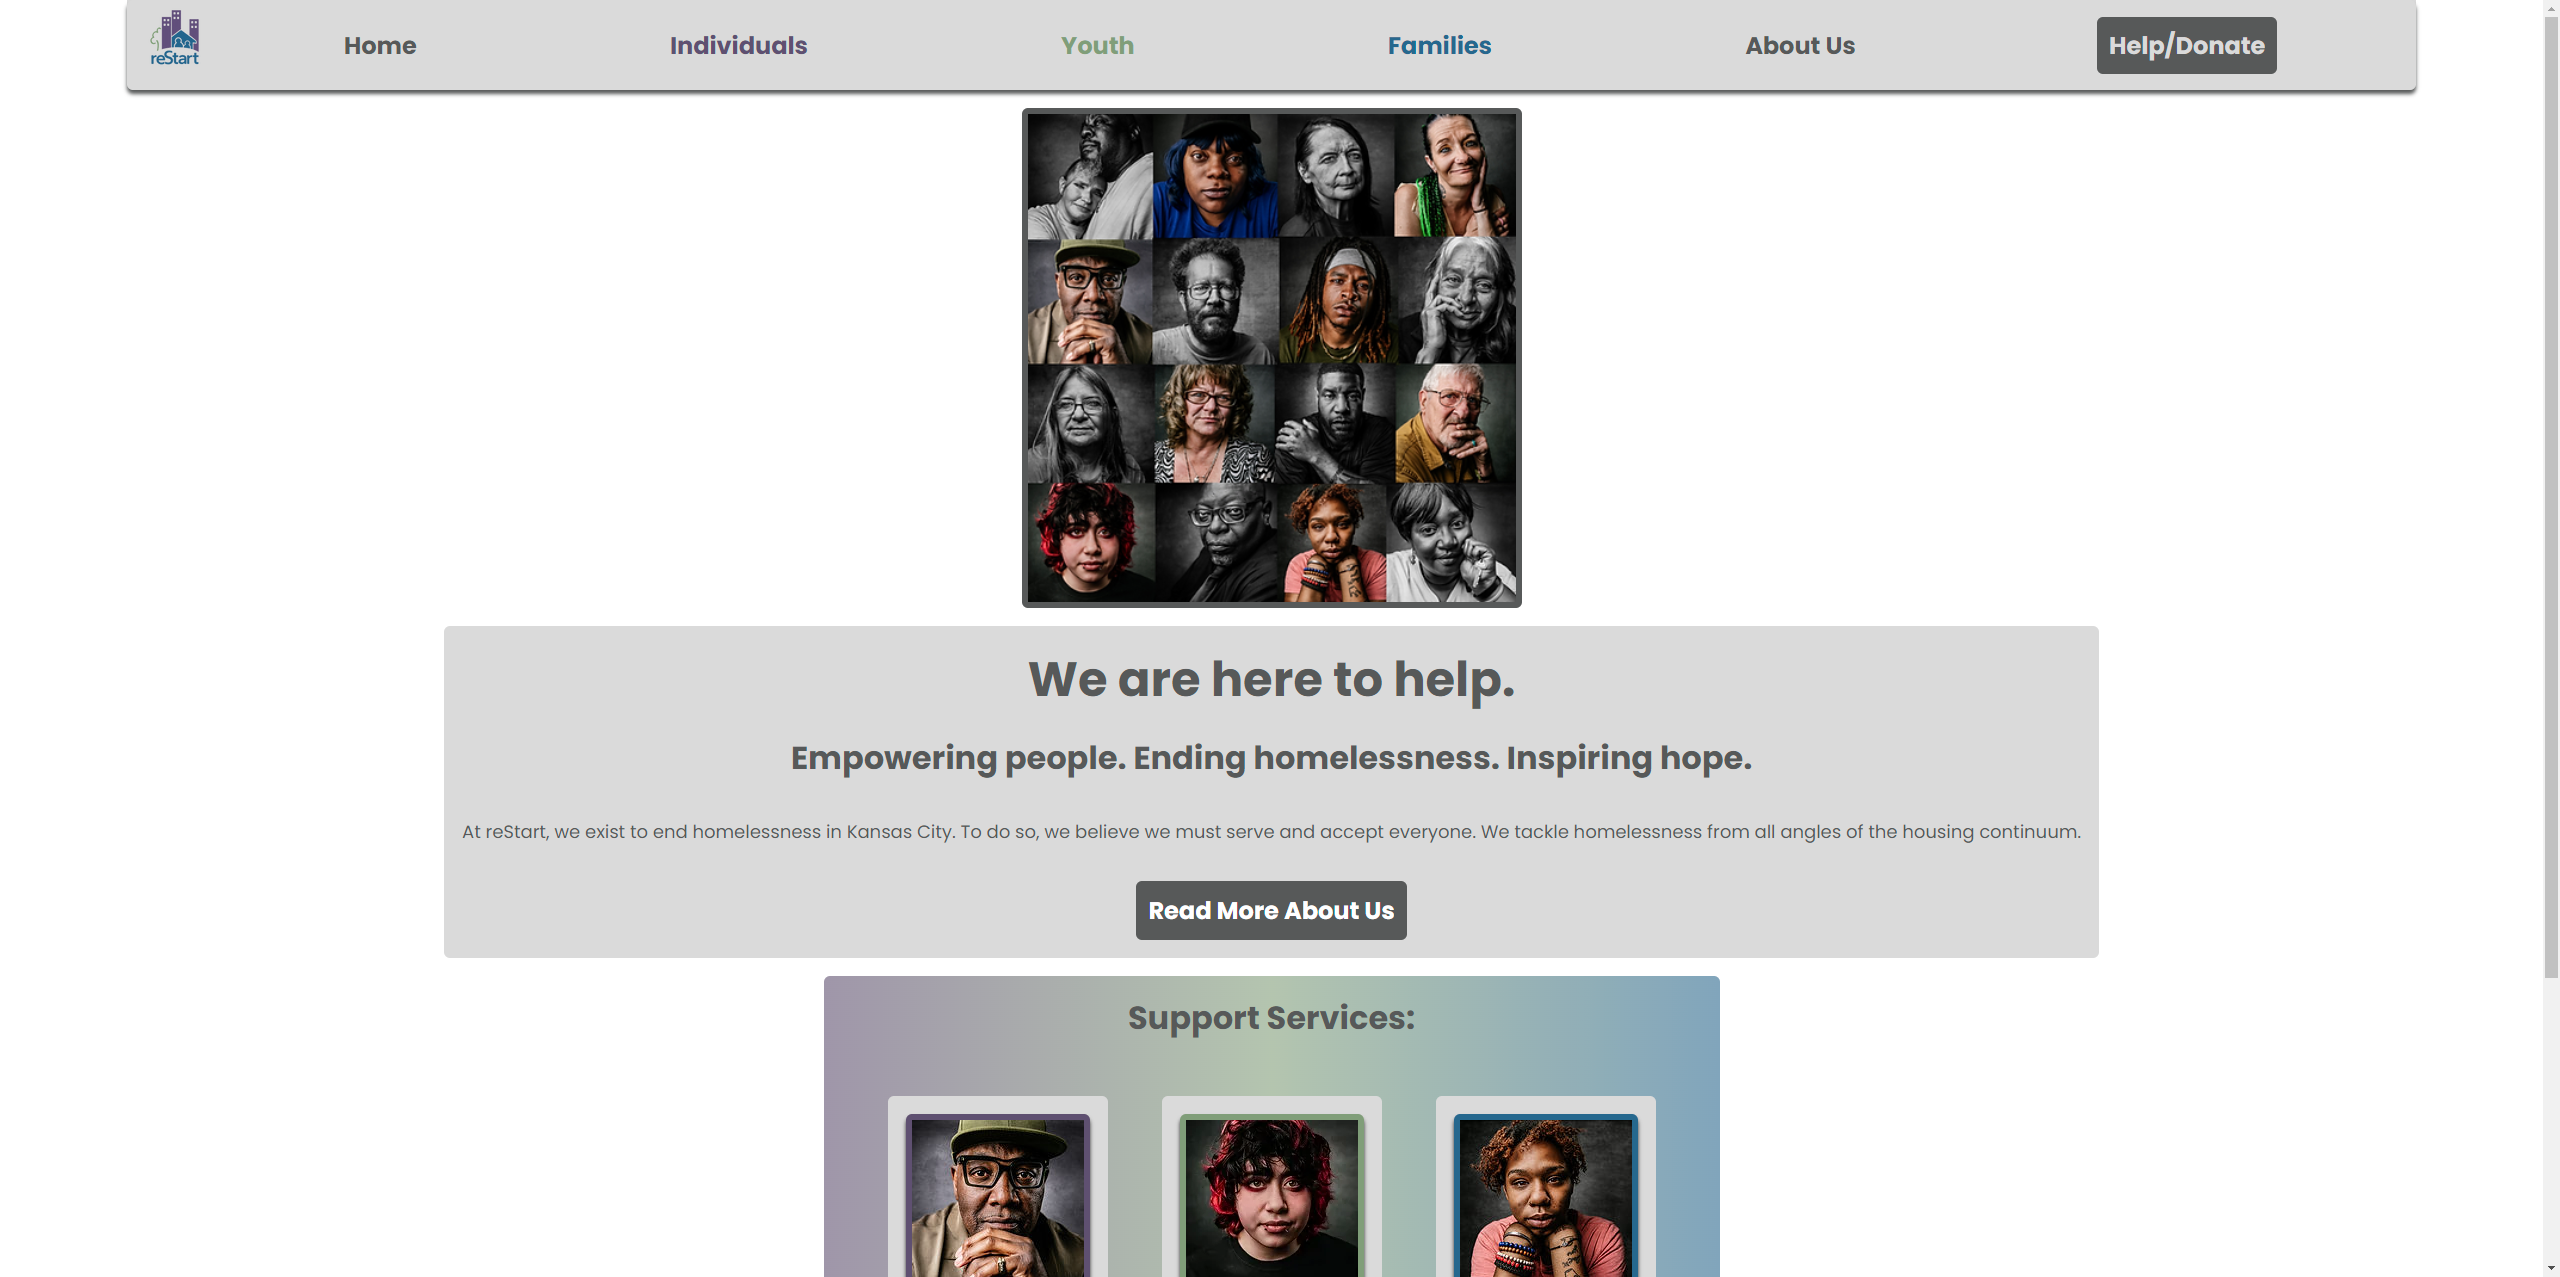 reStart
Home
Individuals
Youth
Families
About Us
Help/Donate
We are here to help.
Empowering people. Ending homelessness. Inspiring hope.
At reStart, we exist to end homelessness in Kansas City. To do so, we believe we must serve and accept everyone. We tackle homelessness from all angles of the housing continuum.
Read More About Us
Support Services: